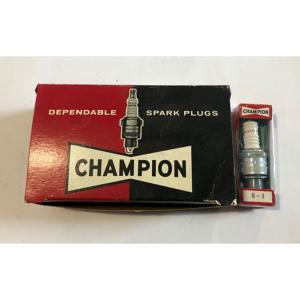 DEPENDABLE SPARK PLUGS
CHAMPION
CHAMPION
N-4